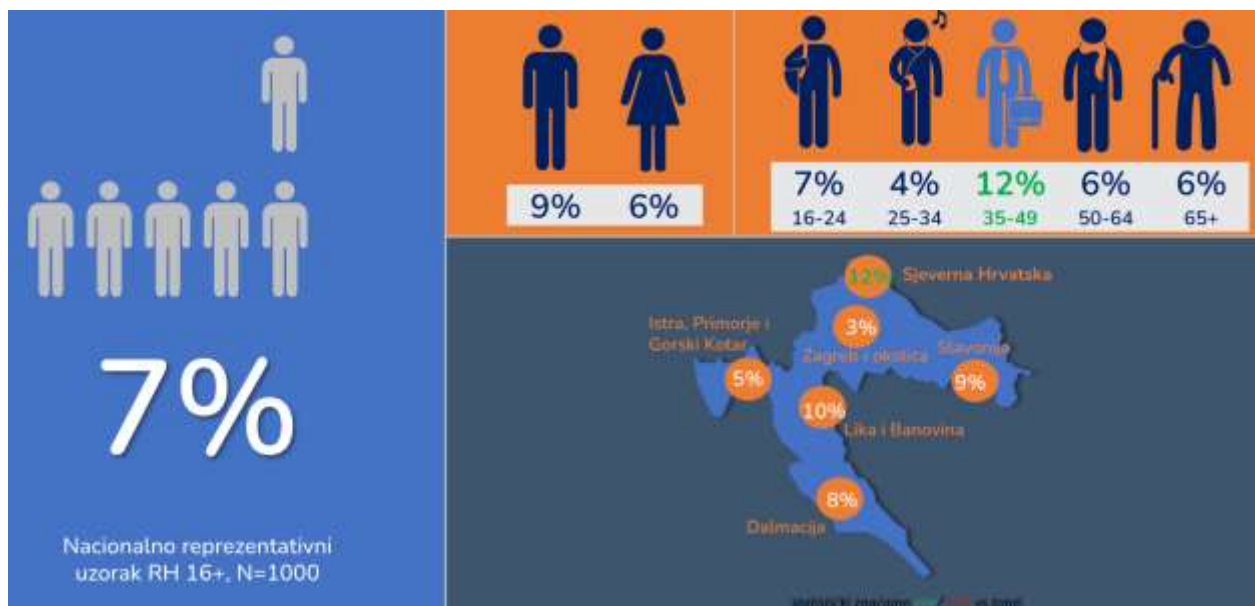 7%
Nacionalno reprezentativni
uzorak RH 16+, N=1000
9% 6%
7% 4% 12% 6% 6%
16-24 25-34 35-49 50-64 65+
12% Sjeverna Hrvatska
Istra, Primorje i
Gorski Kotar
3%
Zagreb i okolica
Slavonija
5%
9%
10%
Lika i Banovina
8%
Dalmacija